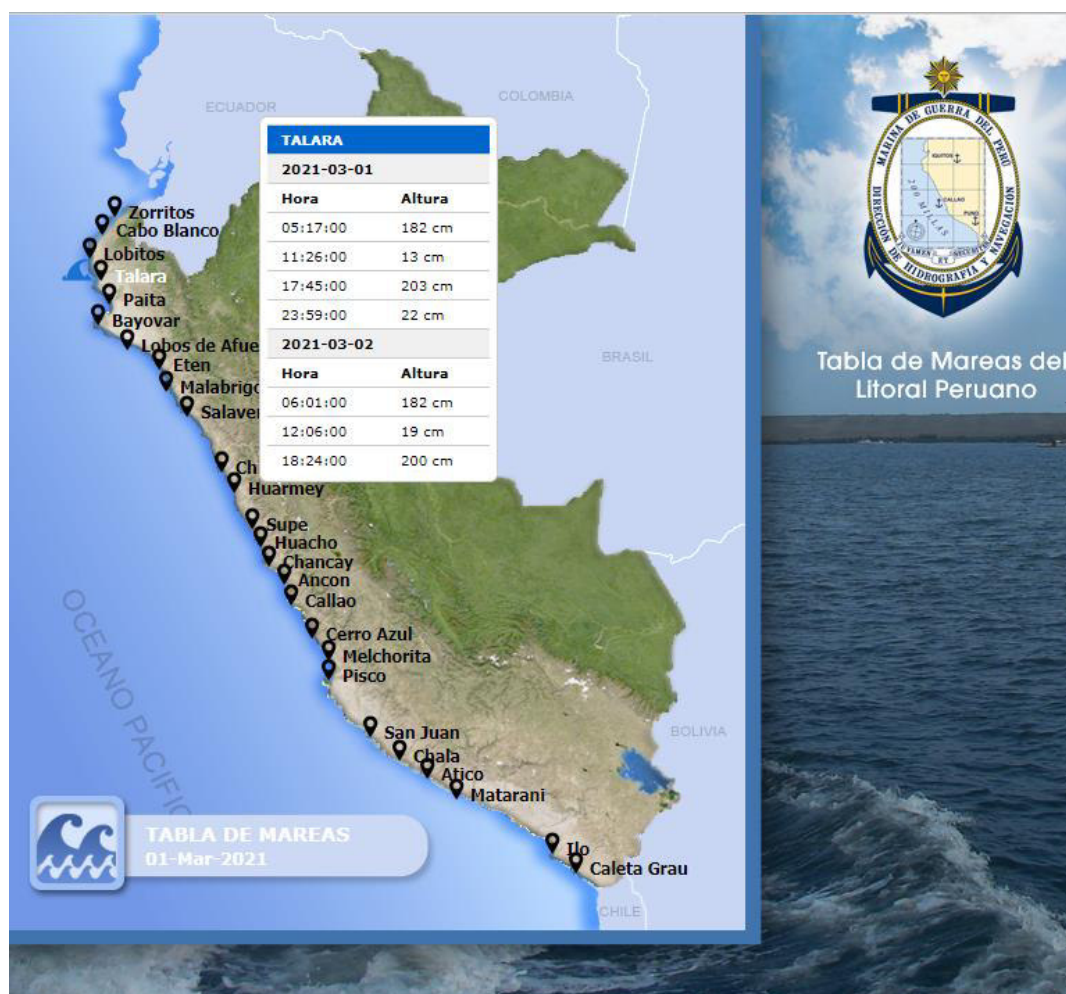 ECUADOR
COLOMBIA
TALARA
2021-03-01
Hora Altura
05:17:00 182 cm
11:26:00 13 cm
17:45:00 203 cm
23:59:00 22 cm
2021-03-02
Hora Altura
06:01:00 182 cm
12:06:00 19 cm
18:24:00 200 cm
Zorritos
Cabo Blanco
Lobitos
Talara
Paita
Bayovar
Lobos de Afue
Eten
Malabrigo
Salaver
Ch
Huarmey
Supe
Huacho
Chancay
Ancon
Callao
Cerro Azul
Melchorita
Pisco
San Juan
Chala
Atico
Matarani
Ilo
Caleta Grau
BRASIL
BOLIVIA
CHILE
OCEANO PACIFIC
TABLA DE MAREAS
01-Mar-2021
MARINA DE GUERRA DEL PERÚ
DIRECCIÓN DE HIDROGRAFÍA Y NAVEGACIÓN
IQUITOS
200 MILLAS
CALLAO
PUNO
Tabla de Mareas del
Litoral Peruano